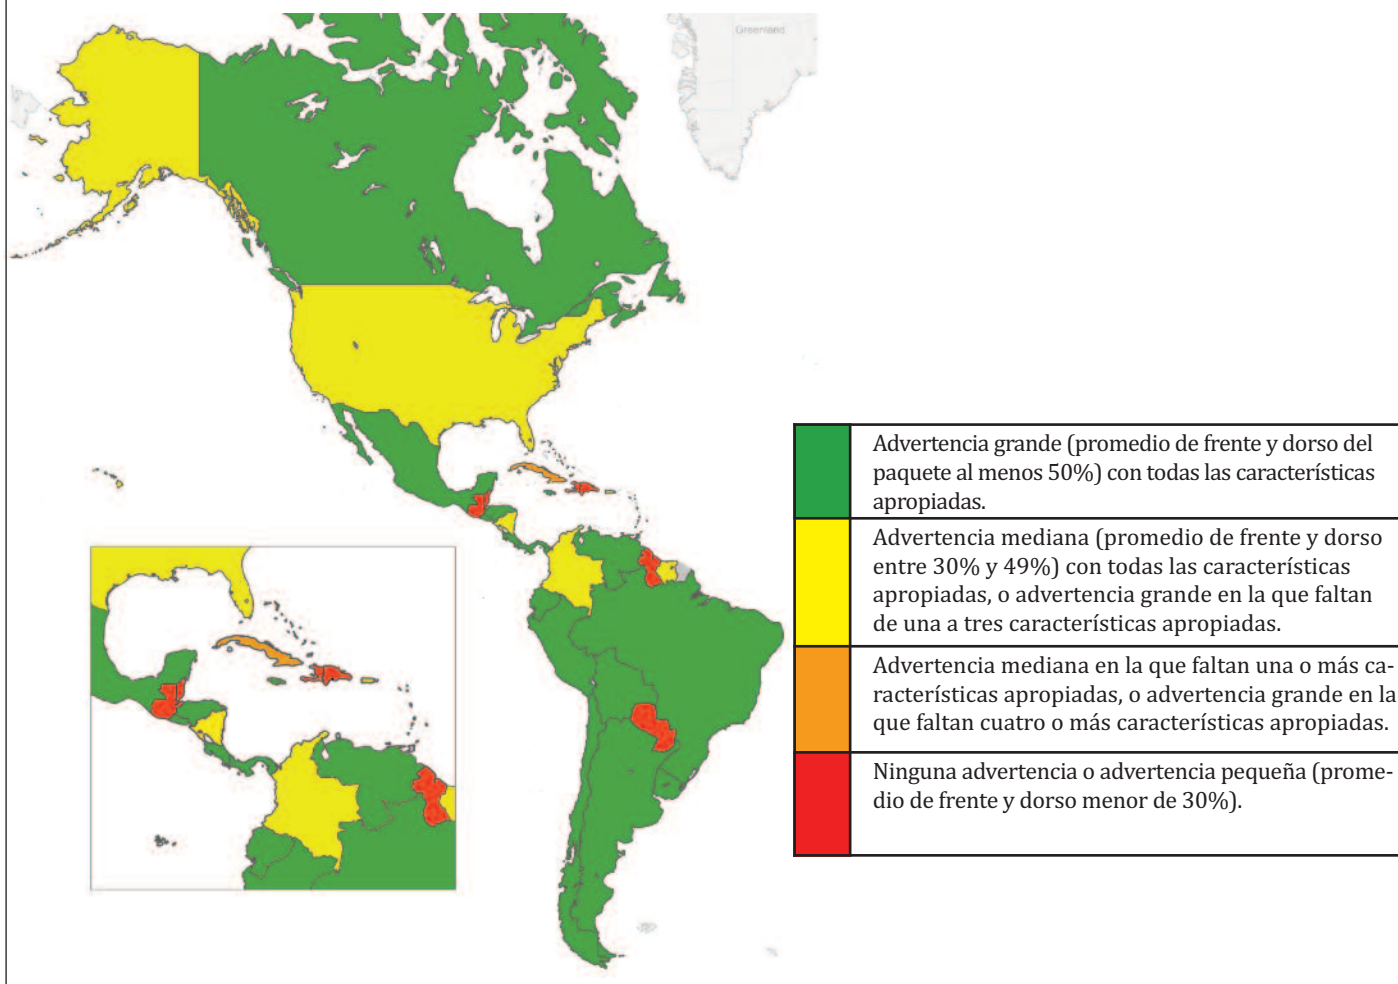 Greenland
Advertencia grande (promedio de frente y dorso del
paquete al menos 50%) con todas las características
apropiadas.
Advertencia mediana (promedio de frente y dorso
entre 30% y 49%) con todas las características
apropiadas, o advertencia grande en la que faltan
de una a tres características apropiadas.
Advertencia mediana en la que faltan una o más ca-
racterísticas apropiadas, o advertencia grande en la
que faltan cuatro o más características apropiadas.
Ninguna advertencia o advertencia pequeña (prome-
dio de frente y dorso menor de 30%).